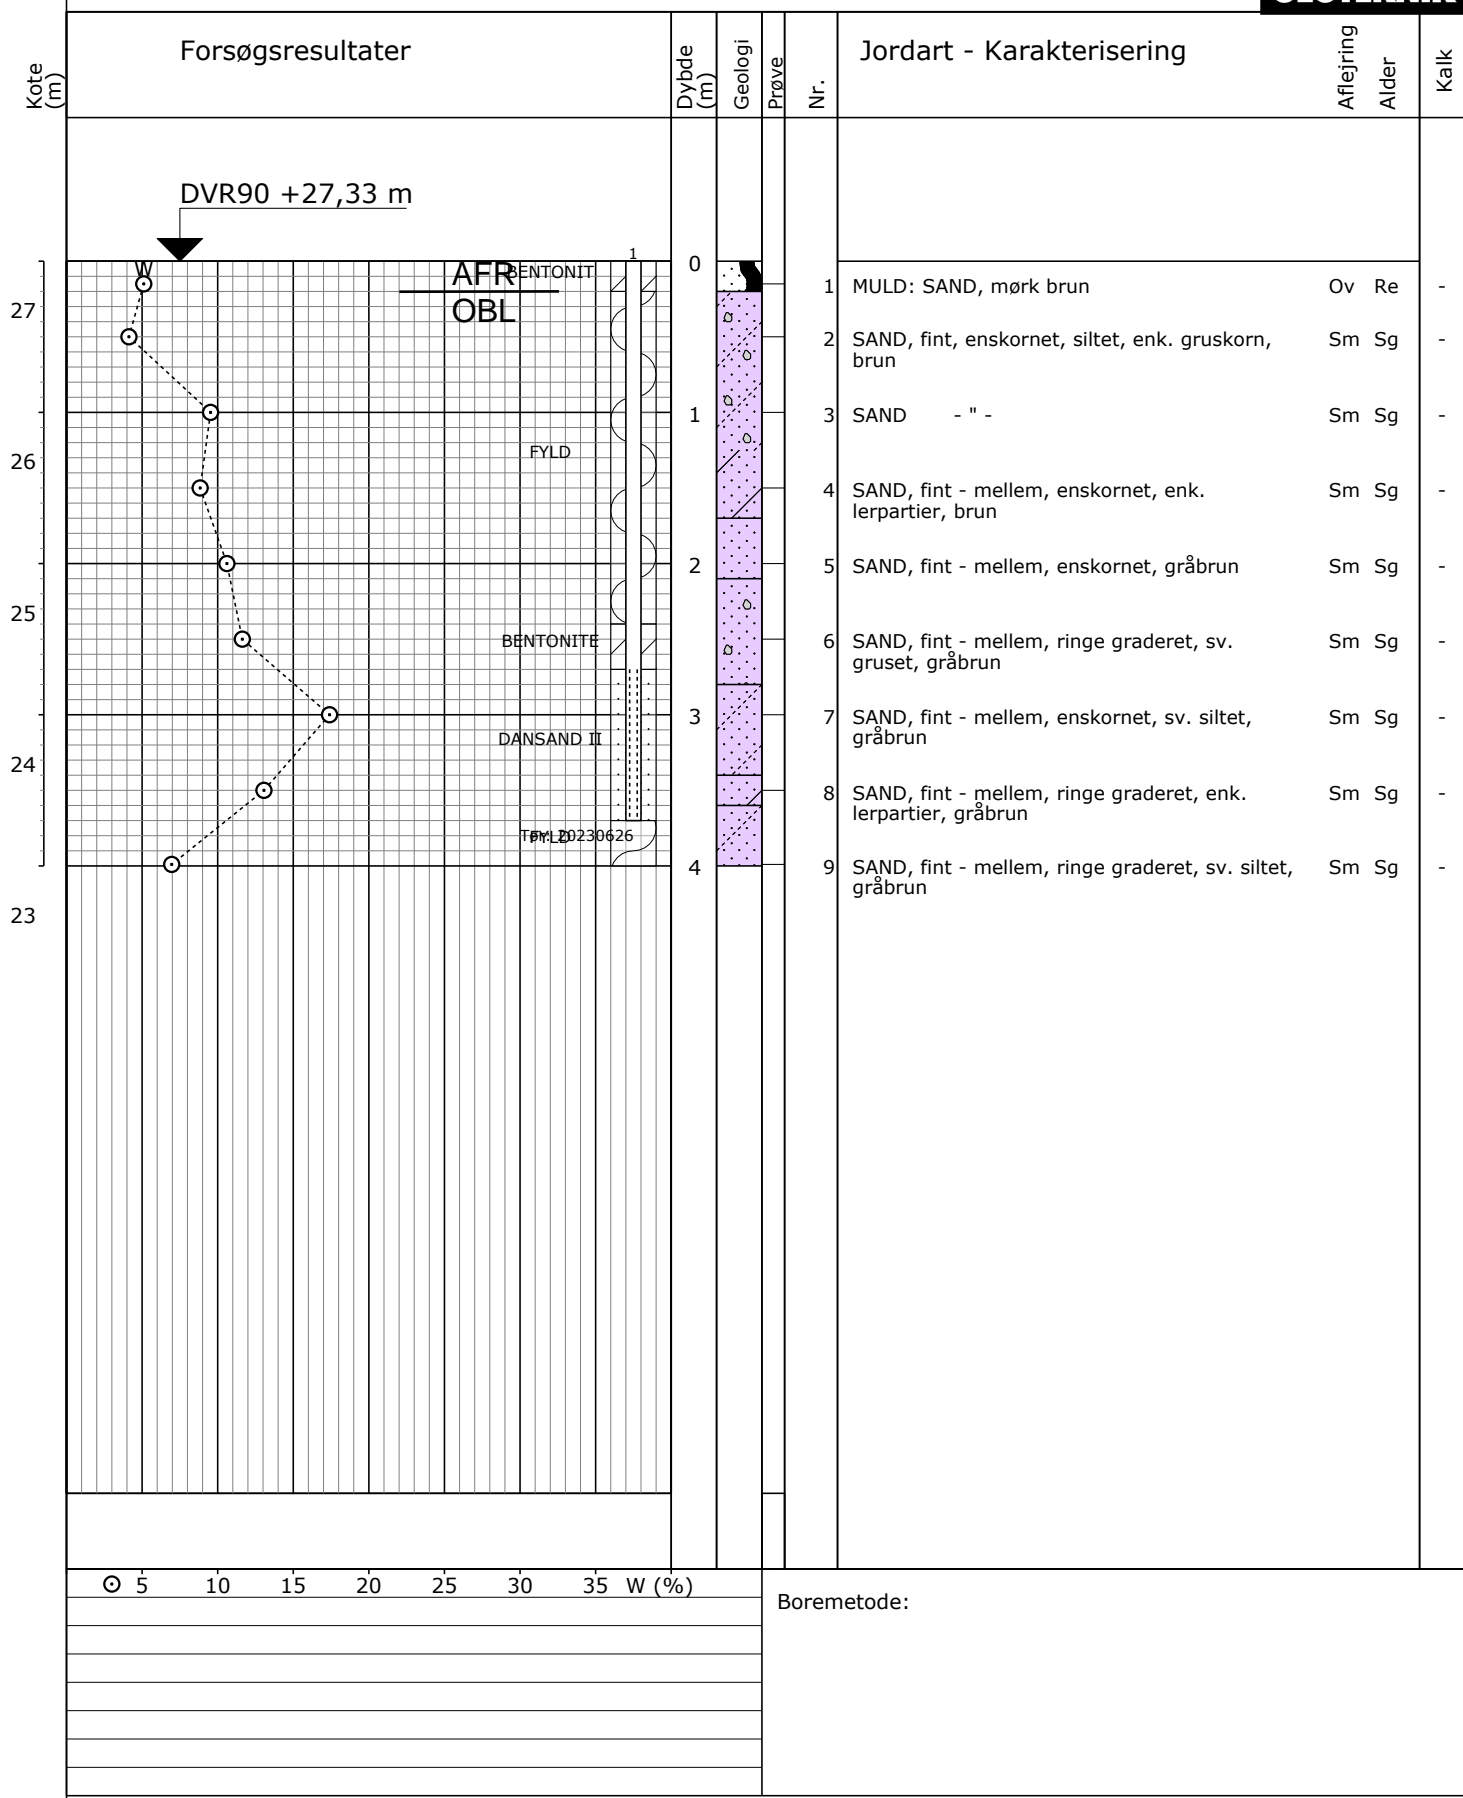 Kote (m)
Forsøgsresultater
Dybde (m)
Geologi
Prøve
Nr.
Jordart - Karakterisering
Aflejring
Alder
Kalk
DVR90 +27,33 m
W
AFR
OBL
BENTONIT
1
0
1 MULD: SAND, mørk brun Ov Re -
27
2 SAND, fint, enskornet, siltet, enk. gruskorn, Sm Sg -
brun
1
3 SAND - " - Sm Sg -
FYLD
26
4 SAND, fint - mellem, enskornet, enk. Sm Sg -
lerpartier, brun
2
5 SAND, fint - mellem, enskornet, gråbrun Sm Sg -
25
BENTONITE
6 SAND, fint - mellem, ringe graderet, sv. Sm Sg -
gruset, gråbrun
3
7 SAND, fint - mellem, enskornet, sv. siltet, Sm Sg -
gråbrun
DANSAND II
24
8 SAND, fint - mellem, ringe graderet, enk. Sm Sg -
lerpartier, gråbrun
FYLD
20230626
4
9 SAND, fint - mellem, ringe graderet, sv. siltet, Sm Sg -
gråbrun
23
5 10 15 20 25 30 35 W (%)
Boremetode: